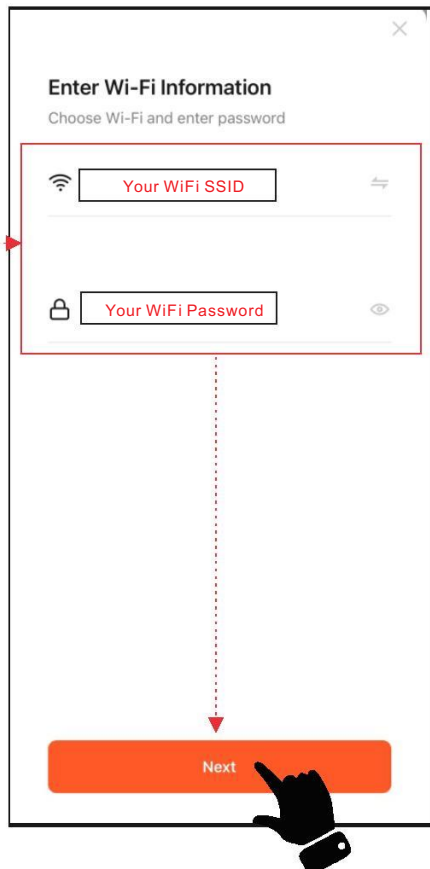 Enter Wi-Fi Information
Choose Wi-Fi and enter password
Your WiFi SSID
Your WiFi Password
Next